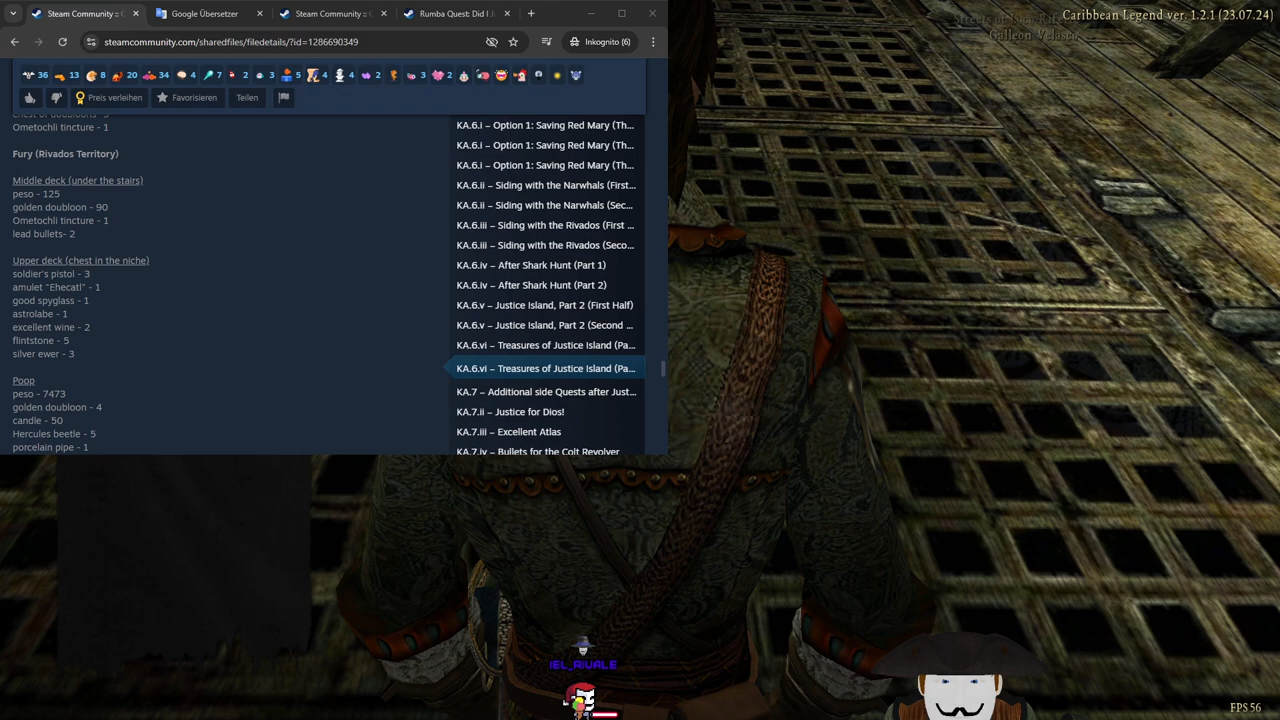 Steam Community :: C
Google Übersetzer
Steam Community :: C
Rumba Quest: Did I J
steamcommunity.com/sharedfiles/filedetails/?id=1286690349
Inkognito (6)
36 13 8 20 34 4 7 2 3 5 4 4 2 3 2
Preis verleihen
Favorisieren
Teilen
Ometochli tincture - 1
Fury (Rivados Territory)
Middle deck (under the stairs)
peso - 125
golden doubloon - 90
Ometochli tincture - 1
lead bullets- 2
Upper deck (chest in the niche)
soldier's pistol - 3
amulet "Ehecatl" - 1
good spyglass - 1
astrolabe - 1
excellent wine - 2
flintstone - 5
silver ewer - 3
Poop
peso - 7473
golden doubloon - 4
candle - 50
Hercules beetle - 5
porcelain pipe - 1
KA.6.i – Option 1: Saving Red Mary (Th...
KA.6.i – Option 1: Saving Red Mary (Th...
KA.6.i – Option 1: Saving Red Mary (Th...
KA.6.ii – Siding with the Narwhals (First...
KA.6.ii – Siding with the Narwhals (Sec...
KA.6.iii – Siding with the Rivados (First ...
KA.6.iii – Siding with the Rivados (Seco...
KA.6.iv – After Shark Hunt (Part 1)
KA.6.iv – After Shark Hunt (Part 2)
KA.6.v – Justice Island, Part 2 (First Half)
KA.6.v – Justice Island, Part 2 (Second ...
KA.6.vi – Treasures of Justice Island (Pa...
KA.6.vi – Treasures of Justice Island (Pa...
KA.7 – Additional side Quests after Just...
KA.7.ii – Justice for Dios!
KA.7.iii – Excellent Atlas
KA.7.iv – Bullets for the Colt Revolver
Caribbean Legend ver. 1.2.1 (23.07.24)
Galleon Velasco
IEL_RIVALE
FPS 56